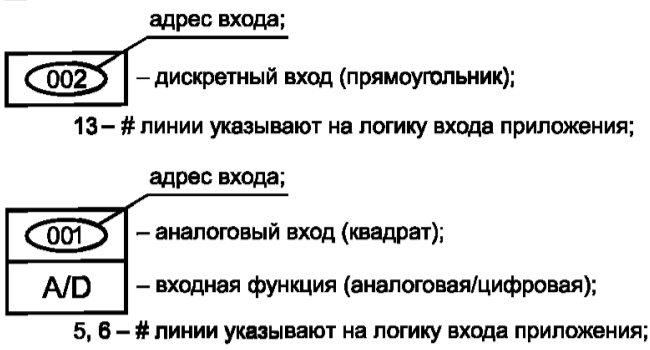 адрес входа;
002 – дискретный вход (прямоугольник);
13 – # линии указывают на логику входа приложения;
адрес входа;
001 – аналоговый вход (квадрат);
A/D – входная функция (аналоговая/цифровая);
5, 6 – # линии указывают на логику входа приложения;